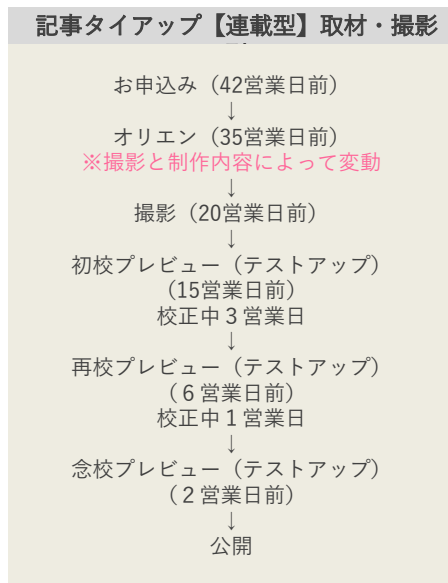 記事タイアップ【連載型】取材・撮影
お申込み（42営業日前）
↓
オリエン（35営業日前）
※撮影と制作内容によって変動
↓
撮影（20営業日前）
↓
初校プレビュー（テストアップ）
（15営業日前）
校正中３営業日
↓
再校プレビュー（テストアップ）
（６営業日前）
校正中１営業日
↓
念校プレビュー（テストアップ）
（２営業日前）
↓
公開